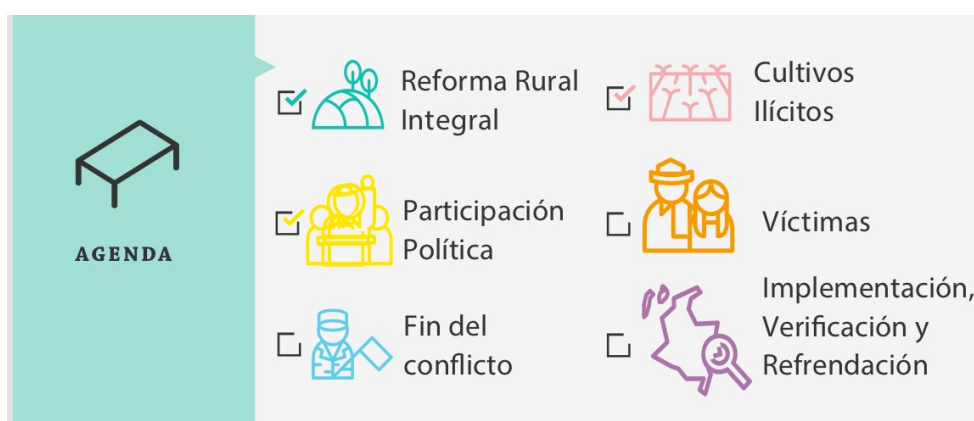 AGENDA
Reforma Rural
Integral
Participación
Política
Fin del
conflicto
Cultivos
Ilícitos
Víctimas
Implementación,
Verificación y
Refrendación